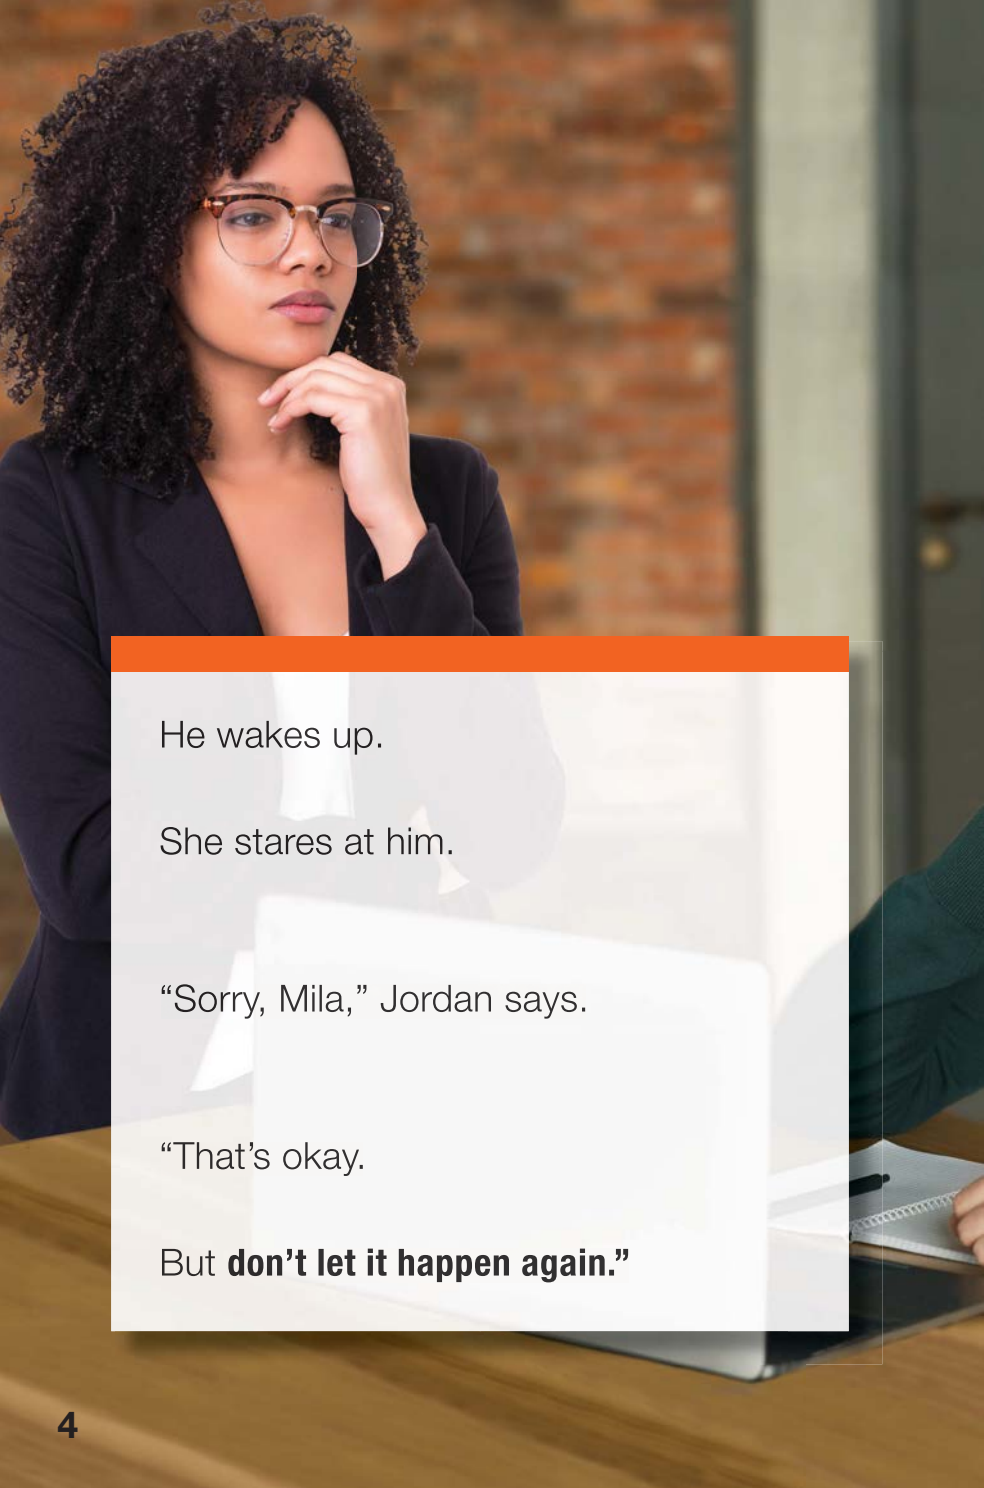 He wakes up.
She stares at him.
“Sorry, Mila,” Jordan says.
“That’s okay.
But don’t let it happen again.”
4